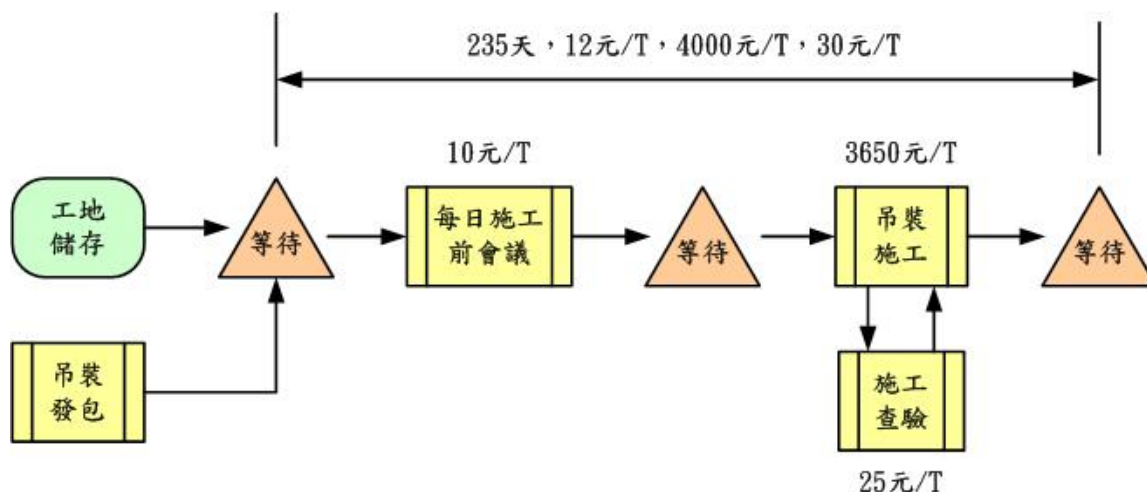 235天，12元/T，4000元/T，30元/T
10元/T
3650元/T
工地
儲存
等待
每日施工
前會議
等待
吊裝
施工
等待
吊裝
發包
施工
查驗
25元/T